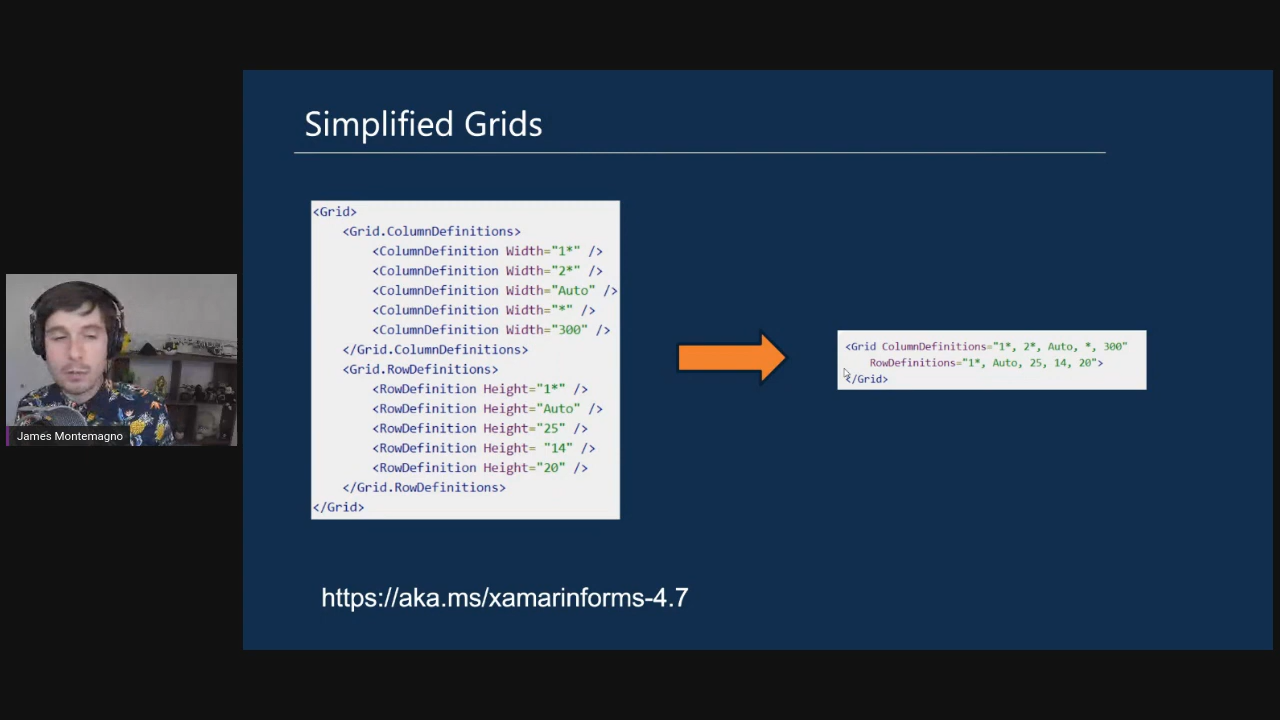 Simplified Grids
<Grid>
<Grid.ColumnDefinitions>
<ColumnDefinition Width="1*" />
<ColumnDefinition Width="2*" />
<ColumnDefinition Width="Auto" />
<ColumnDefinition Width="*" />
<ColumnDefinition Width="300" />
</Grid.ColumnDefinitions>
<Grid.RowDefinitions>
<RowDefinition Height="1*" />
<RowDefinition Height="Auto" />
<RowDefinition Height="25" />
<RowDefinition Height= "14" />
<RowDefinition Height="20" />
</Grid.RowDefinitions>
</Grid>
<Grid ColumnDefinitions="1*, 2*, Auto, *, 300"
RowDefinitions="1*, Auto, 25, 14, 20">
</Grid>
James Montemagno
https://aka.ms/xamarinforms-4.7